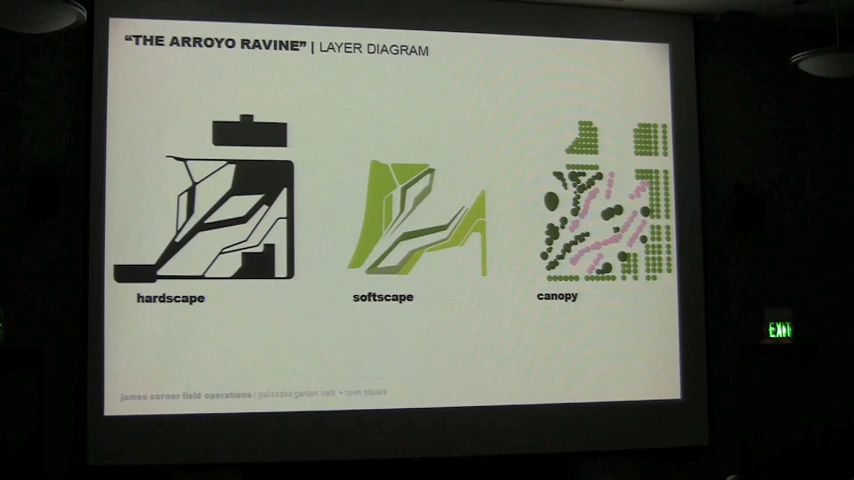 “THE ARROYO RAVINE” | LAYER DIAGRAM
hardscape
softscape
canopy
james corner field operations | palisades garden walk + town square
EXIT